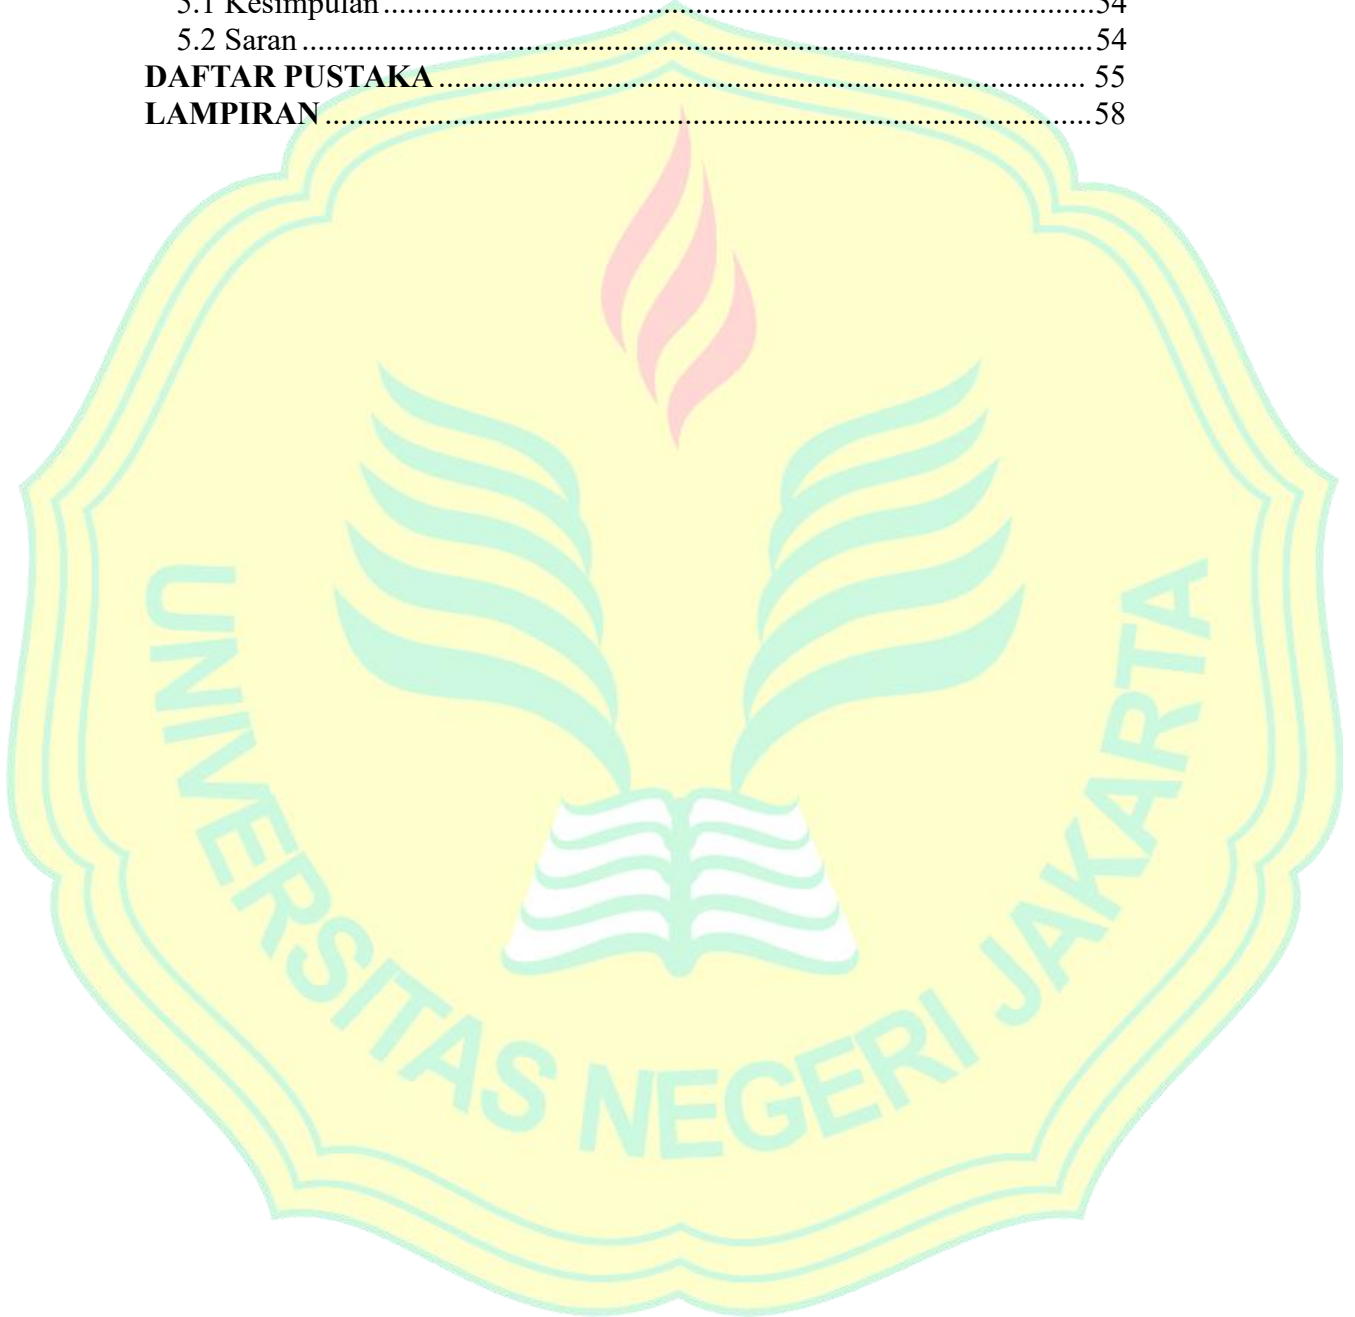 5.1 Kesimpulan..........................................................................................54
5.2 Saran....................................................................................................54
DAFTAR PUSTAKA.................................................................................. 55
LAMPIRAN.................................................................................................58
UNIVERSITAS NEGERI JAKARTA